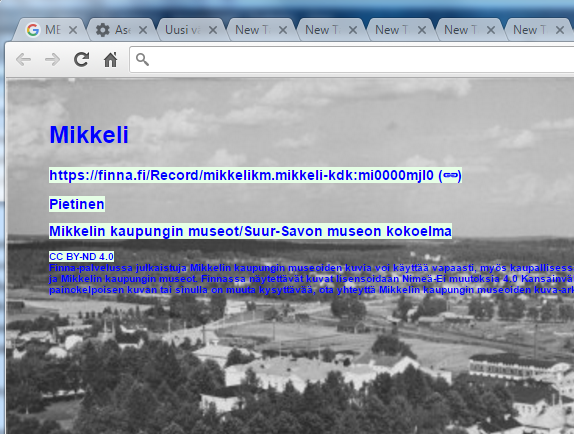 ME
Ase
Uusi v
New T
New T
New T
New T
New T
Mikkeli
https://finna.fi/Record/mikkelikm.mikkeli-kdk:mi0000mjl0 (⚯)
Pietinen
Mikkelin kaupungin museot/Suur-Savon museon kokoelma
CC BY-ND 4.0
Finna-palvelussa julkaistuja Mikkelin kaupungin museoiden kuvia voi käyttää vapaasti, myös kaupallisess
ja Mikkelin kaupungin museot. Finnassa näytettävät kuvat lisensoidaan Nimeä-Ei muutoksia 4.0 Kansainvä
painokelpoisen kuvan tai sinulla on muuta kysyttävää, ota yhteyttä Mikkelin kaupungin museoiden kuva-ark